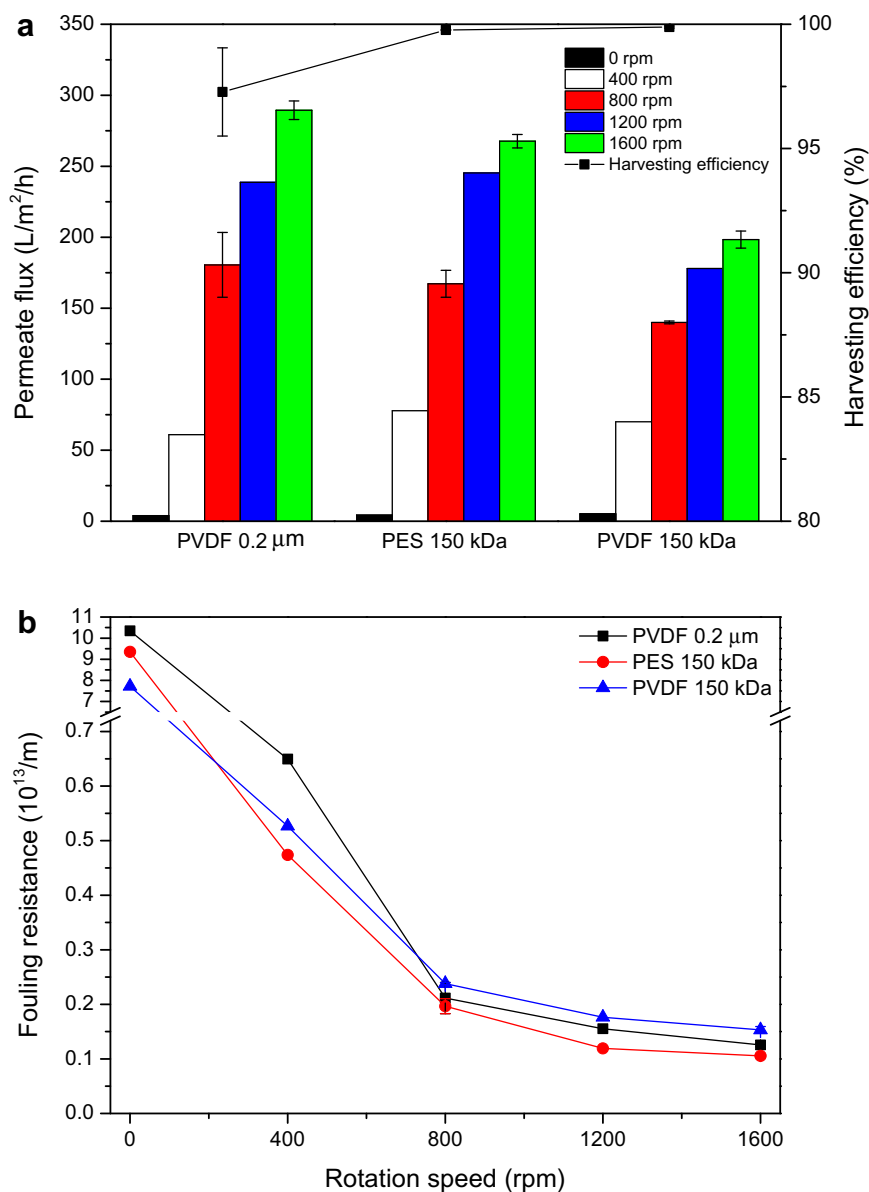 a
350
300
250
200
150
100
50
0
Permeate flux (L/m²/h)
100
95
90
85
80
Harvesting efficiency (%)
0 rpm
400 rpm
800 rpm
1200 rpm
1600 rpm
Harvesting efficiency
PVDF 0.2 μm PES 150 kDa PVDF 150 kDa
b
11
10
9
8
7
0.7
0.6
0.5
0.4
0.3
0.2
0.1
0.0
Fouling resistance (10¹³/m)
PVDF 0.2 μm
PES 150 kDa
PVDF 150 kDa
0 400 800 1200 1600
Rotation speed (rpm)